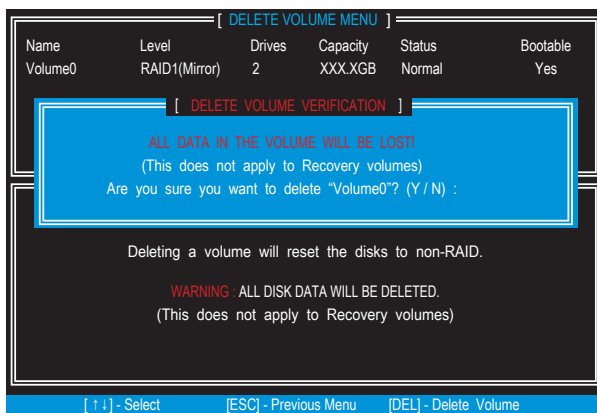 [ DELETE VOLUME MENU ]
Name Level Drives Capacity Status Bootable
Volume0 RAID1(Mirror) 2 XXX.XGB Normal Yes
[ DELETE VOLUME VERIFICATION ]
ALL DATA IN THE VOLUME WILL BE LOST!
(This does not apply to Recovery volumes)
Are you sure you want to delete “Volume0”? (Y / N) :
Deleting a volume will reset the disks to non-RAID.
WARNING : ALL DISK DATA WILL BE DELETED.
(This does not apply to Recovery volumes)
[ ↑↓] - Select [ESC] - Previous Menu [DEL] - Delete Volume